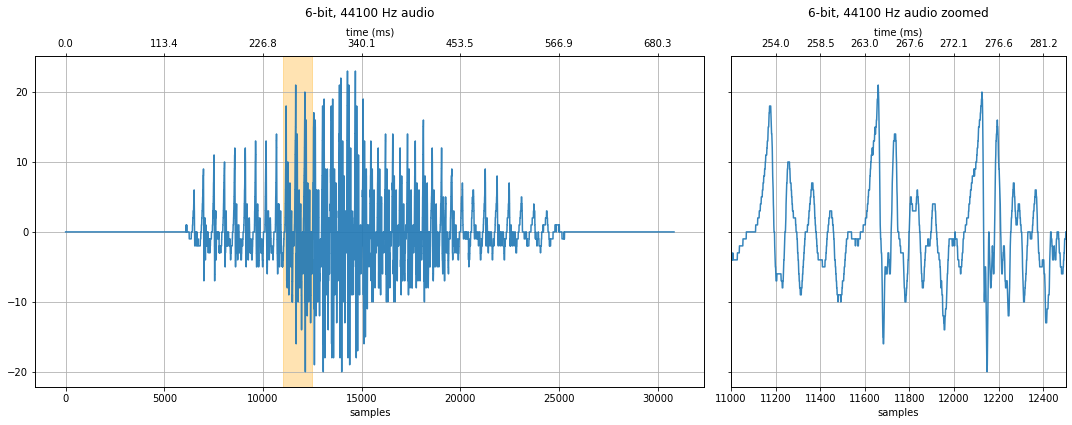 6-bit, 44100 Hz audio
time (ms)
0.0 113.4 226.8 340.1 453.5 566.9 680.3
20
10
0
−10
−20
0 5000 10000 15000 20000 25000 30000
samples
6-bit, 44100 Hz audio zoomed
time (ms)
254.0 258.5 263.0 267.6 272.1 276.6 281.2
11000 11200 11400 11600 11800 12000 12200 12400
samples